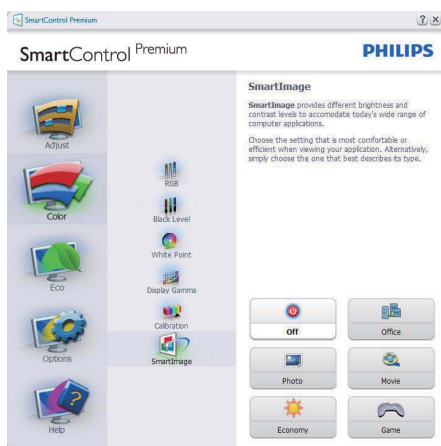 SmartControl Premium
SmartControl Premium
PHILIPS
Adjust
Color
Eco
Options
Help
RGB
Black Level
White Point
Display Gamma
Calibration
SmartImage
SmartImage
SmartImage provides different brightness and
contrast levels to accomodate today's wide range of
computer applications.
Choose the setting that is most comfortable or
efficient when viewing your application. Alternatively,
simply choose the one that best describes its type.
Off
Office
Photo
Movie
Economy
Game